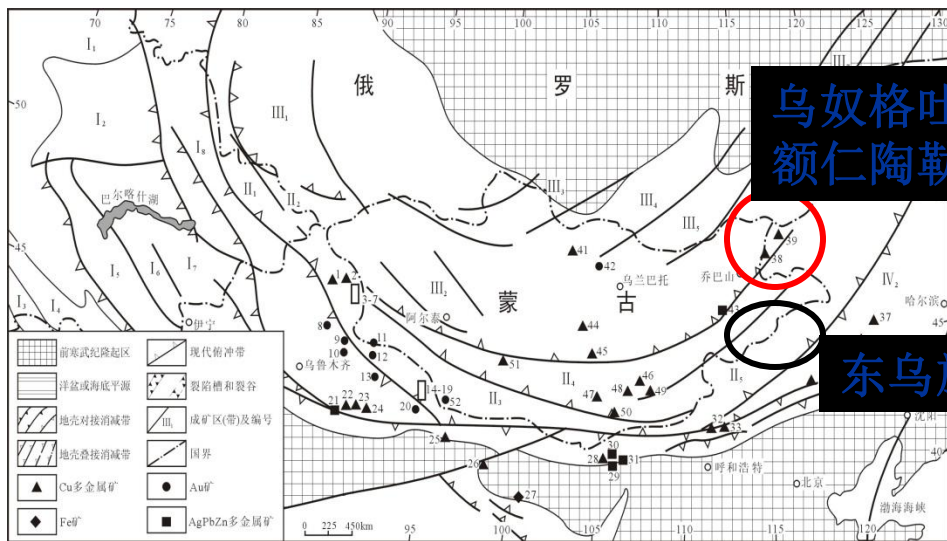 70
75
80
85
90
95
100
105
110
115
120
130
I₁
俄 罗 斯
III₁
乌奴格吐
额仁陶勒
50
I₂
I₈
II₁
II₂
III₃
III₄
III₅
巴尔喀什湖
45
I₅
I₆
I₇
1
2
3-7
III₂
41
42
乌兰巴托
乔巴山
39
38
IV₂
哈尔滨
I₃
I₄
伊宁
阿尔泰
蒙 古
43
37
45
8
9
10
11
12
13
44
45
51
乌鲁木齐
II₃
II₄
II₅
东乌旗
14-19
52
20
21
22
23
24
25
26
27
46
47
48
49
50
28
29
30
31
32
33
呼和浩特
北京
沈阳
40
渤海海峡
前寒武纪隆起区
现代俯冲带
洋盆或海底平源
裂陷槽和裂谷
地壳对接消减带
III₁
成矿区(带)及编号
地壳叠接消减带
国界
Cu多金属矿
Au矿
Fe矿
AgPbZn多金属矿
0 225 450km
95
100
105
110
115
120